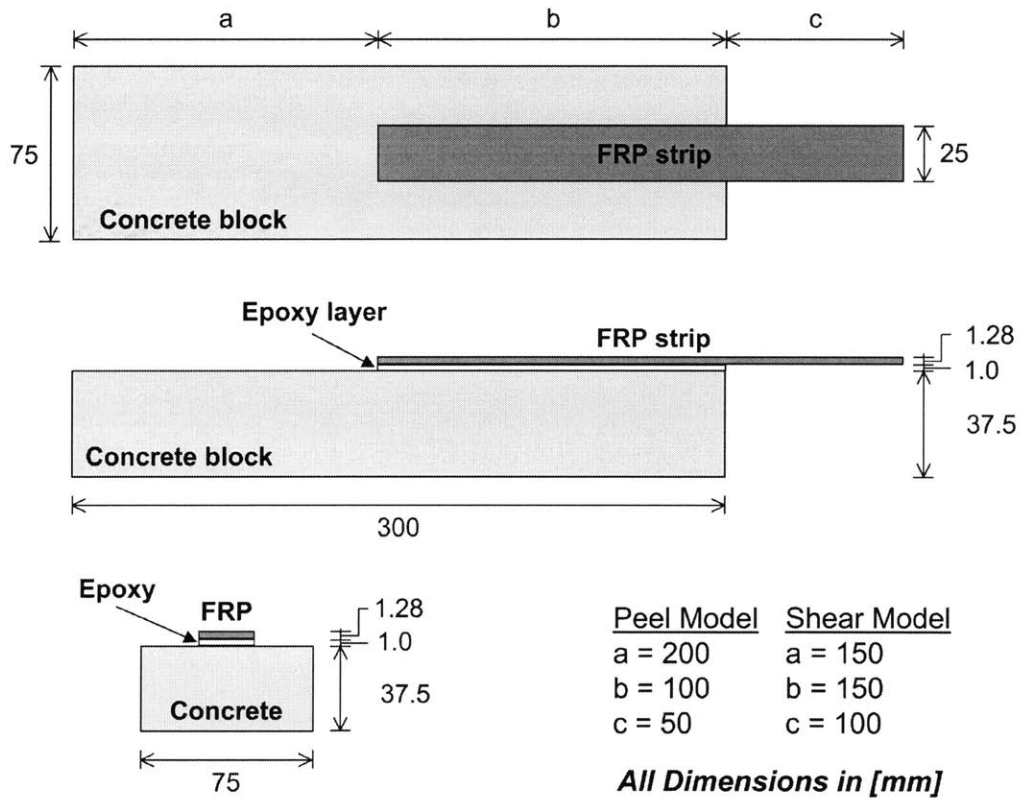 a b c
75
FRP strip
25
Concrete block
Epoxy layer
FRP strip
1.28
1.0
37.5
Concrete block
300
Epoxy
FRP
1.28
1.0
37.5
Concrete
75
Peel Model Shear Model
a = 200 a = 150
b = 100 b = 150
c = 50 c = 100
All Dimensions in [mm]